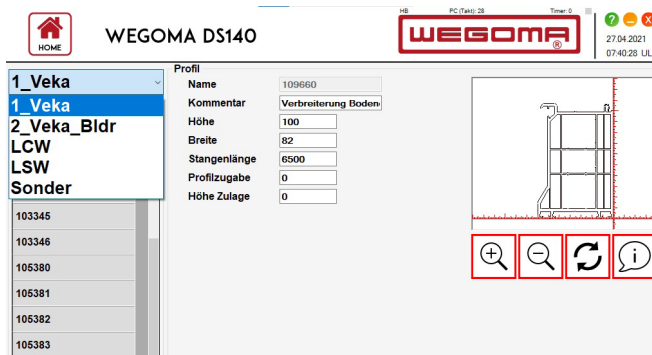 HB PC (Takt): 28 Timer: 0
HOME
WEGOMA DS140
WEGOMA ®
?
27.04.2021
07:40:28 UL
1_Veka
1_Veka
2_Veka_Bldr
LCW
LSW
Sonder
103345
103346
105380
105381
105382
105383
Profil
Name 109660
Kommentar Verbreiterung Boden
Höhe 100
Breite 82
Stangenlänge 6500
Profilzugabe 0
Höhe Zulage 0
i